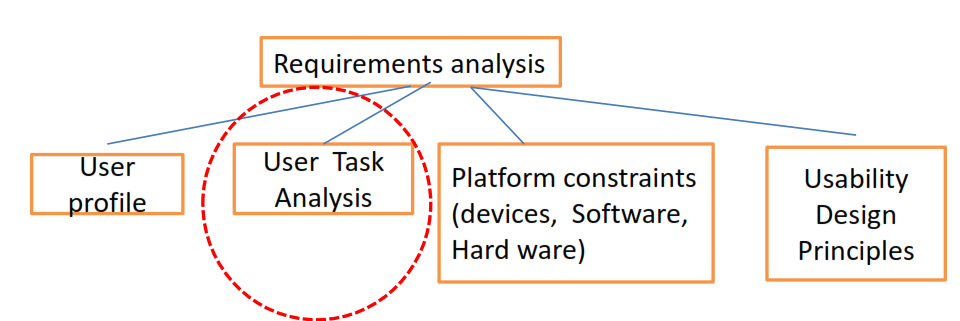 Requirements analysis
User
profile
User Task
Analysis
Platform constraints
(devices, Software,
Hard ware)
Usability
Design
Principles